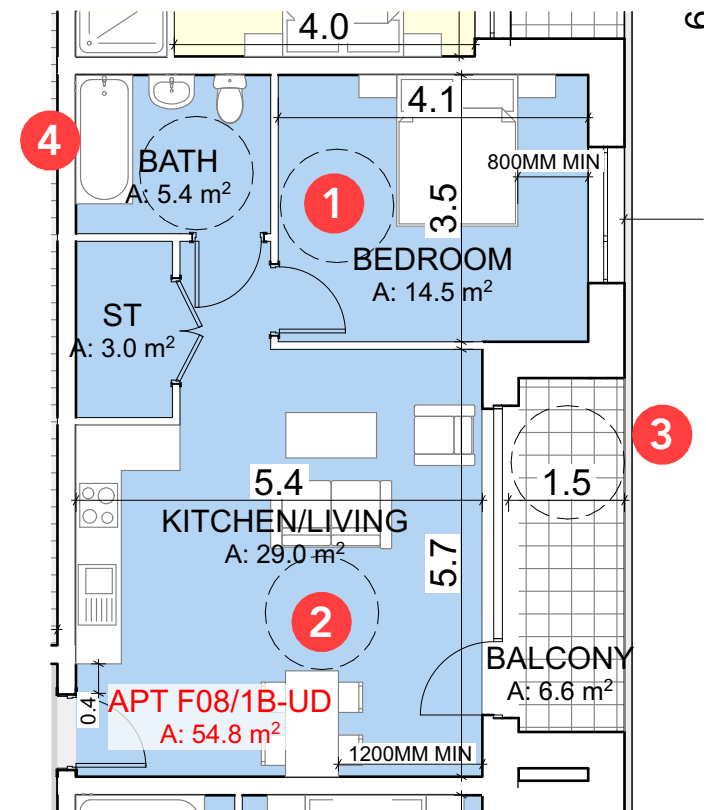 6
4.0
4.1
4
BATH
A: 5.4 m²
1
3.5
800MM MIN
BEDROOM
A: 14.5 m²
ST
A: 3.0 m²
3
5.4
1.5
KITCHEN/LIVING
A: 29.0 m²
5.7
2
BALCONY
A: 6.6 m²
0.4
APT F08/1B-UD
A: 54.8 m²
1200MM MIN